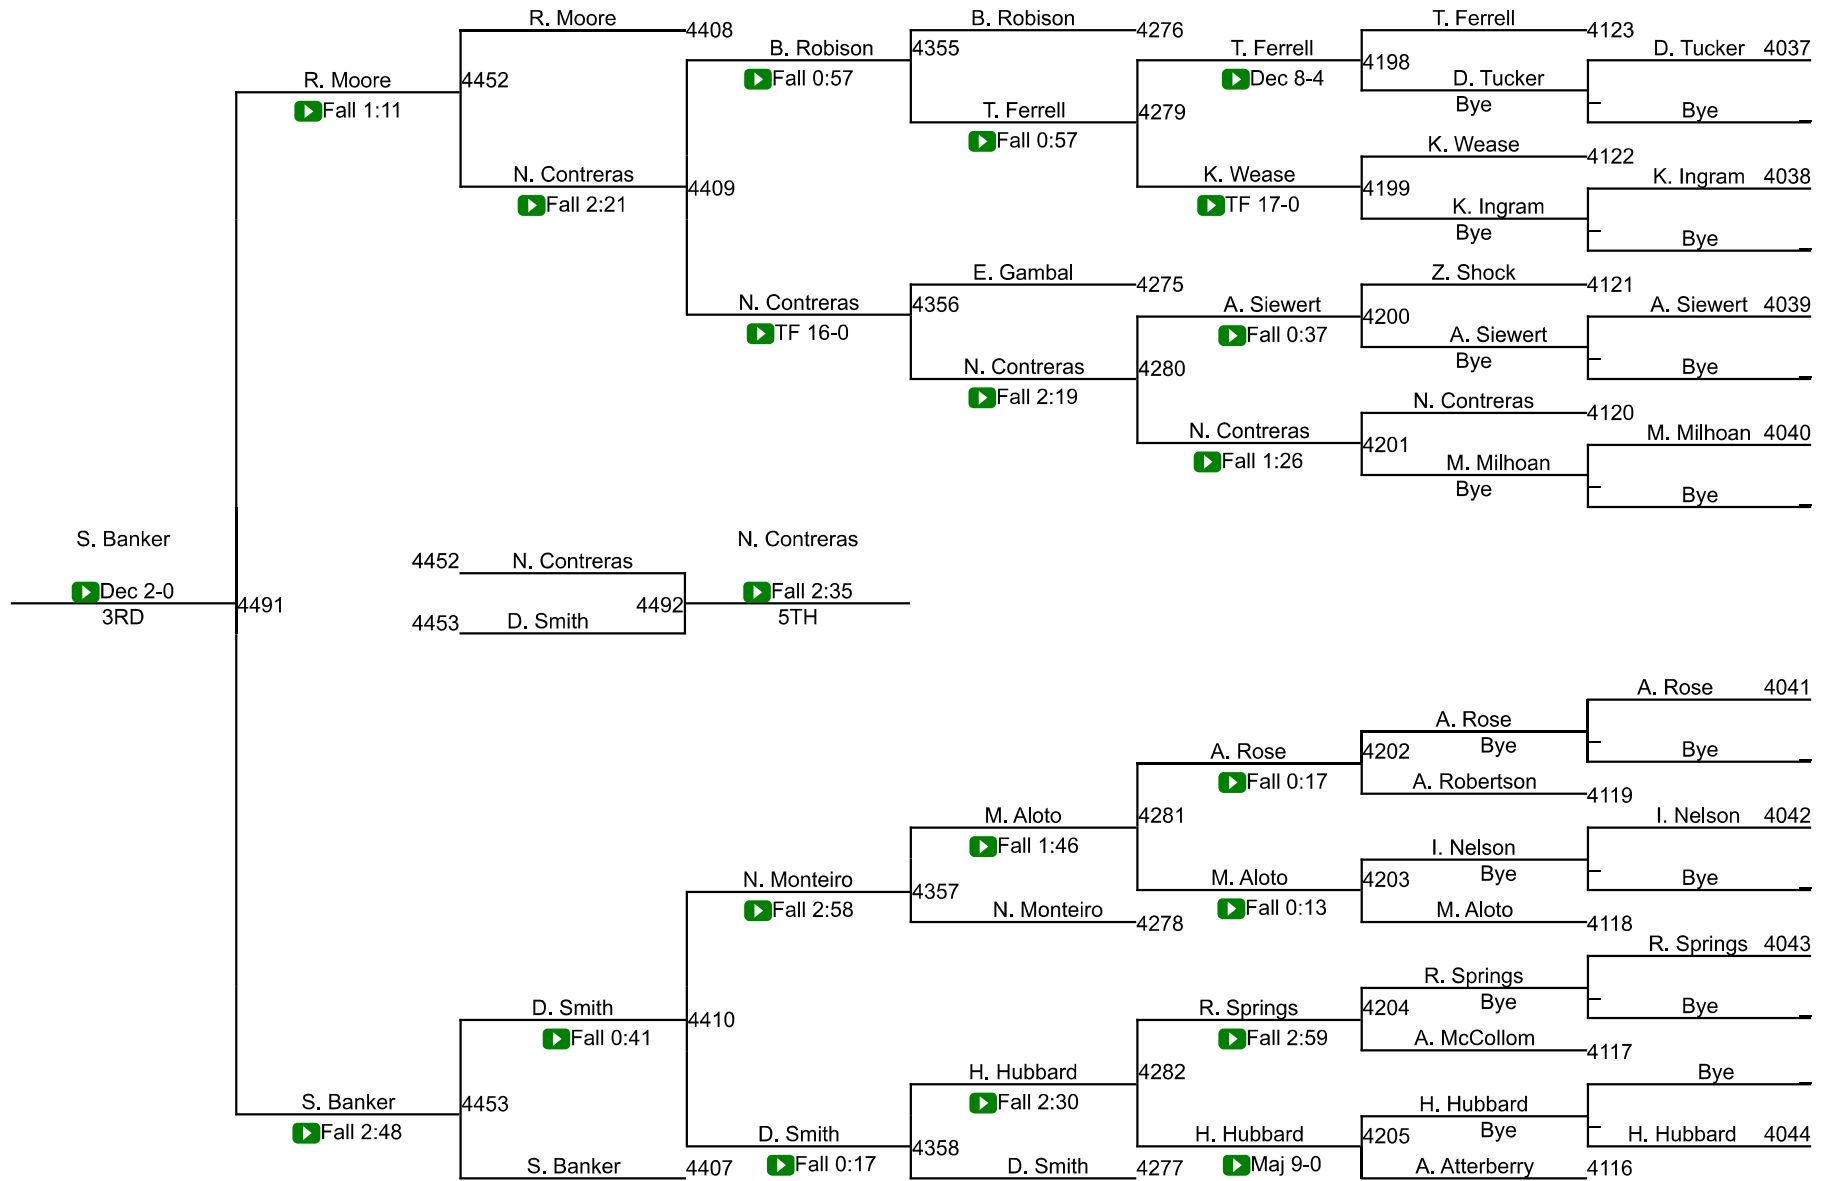 R. Moore
4408
B. Robison
4276
T. Ferrell
4123
B. Robison
4355
T. Ferrell
D. Tucker 4037
Fall 0:57
Dec 8-4
4198
D. Tucker
Bye
Bye
R. Moore
4452
Fall 1:11
T. Ferrell
4279
Fall 0:57
K. Wease
4122
N. Contreras
4409
K. Wease
4199
K. Ingram 4038
Fall 2:21
TF 17-0
K. Ingram
Bye
Bye
E. Gambal
4275
Z. Shock
4121
N. Contreras
4356
A. Siewert
4200
A. Siewert 4039
TF 16-0
Fall 0:37
A. Siewert
Bye
Bye
N. Contreras
4280
Fall 2:19
N. Contreras
4120
N. Contreras
4201
M. Milhoan 4040
Fall 1:26
M. Milhoan
Bye
Bye
S. Banker
N. Contreras
4452 N. Contreras
Dec 2-0
4491
4492
Fall 2:35
3RD
4453 D. Smith
5TH
A. Rose 4041
A. Rose
Bye
Bye
A. Rose
4202
Fall 0:17
A. Robertson
4119
M. Aloto
4281
I. Nelson 4042
Fall 1:46
I. Nelson
Bye
Bye
N. Monteiro
4357
M. Aloto
4203
Fall 2:58
Fall 0:13
N. Monteiro
4278
M. Aloto
4118
R. Springs 4043
R. Springs
Bye
Bye
D. Smith
4410
R. Springs
4204
Fall 0:41
Fall 2:59
A. McCollom
4117
H. Hubbard
4282
Bye
Fall 2:30
S. Banker
4453
H. Hubbard
Bye
Fall 2:48
D. Smith
4358
H. Hubbard
4205
H. Hubbard 4044
Fall 0:17
Maj 9-0
S. Banker
4407
D. Smith
4277
A. Atterberry
4116